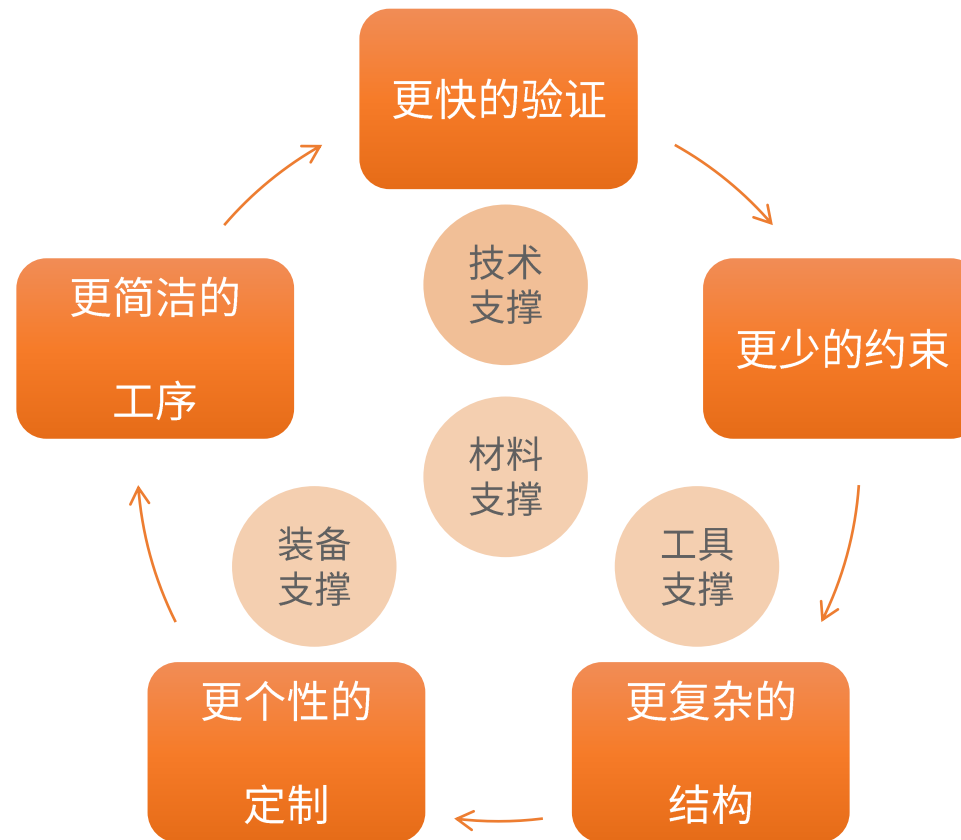 更快的验证
技术
支撑
更简洁的
工序
更少的约束
材料
支撑
装备
支撑
工具
支撑
更个性的
定制
更复杂的
结构